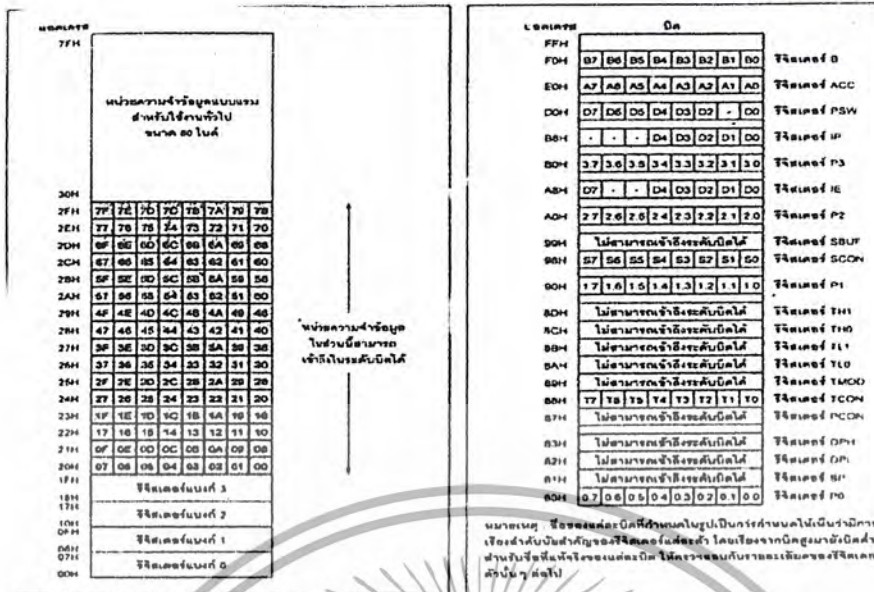 แอดเดรส
7FH
หน่วยความจำข้อมูลแบบแรม
สำหรับใช้งานทั่วไป
ขนาด 80 ไบต์
30H
2FH 7F 7E 7D 7C 7B 7A 79 78
2EH 77 76 75 74 73 72 71 70
2DH 6F 6E 6D 6C 6B 6A 69 68
2CH 67 66 65 64 63 62 61 60
2BH 5F 5E 5D 5C 5B 5A 59 58
2AH 57 56 55 54 53 52 51 50
29H 4F 4E 4D 4C 4B 4A 49 48
28H 47 46 45 44 43 42 41 40
27H 3F 3E 3D 3C 3B 3A 39 38
26H 37 36 35 34 33 32 31 30
25H 2F 2E 2D 2C 2B 2A 29 28
24H 27 26 25 24 23 22 21 20
23H 1F 1E 1D 1C 1B 1A 19 18
22H 17 16 15 14 13 12 11 10
21H 0F 0E 0D 0C 0B 0A 09 08
20H 07 06 05 04 03 02 01 00
1FH
รีจิสเตอร์แบงก์ 3
18H
17H
รีจิสเตอร์แบงก์ 2
10H
0FH
รีจิสเตอร์แบงก์ 1
08H
07H
รีจิสเตอร์แบงก์ 0
00H
หน่วยความจำข้อมูล
ในส่วนนี้สามารถ
เข้าถึงในระดับบิตได้
แอดเดรส บิต
FFH
F0H B7 B6 B5 B4 B3 B2 B1 B0 รีจิสเตอร์ B
E0H A7 A6 A5 A4 A3 A2 A1 A0 รีจิสเตอร์ ACC
D0H D7 D6 D5 D4 D3 D2 - D0 รีจิสเตอร์ PSW
B8H - - - D4 D3 D2 D1 D0 รีจิสเตอร์ IP
B0H 3.7 3.6 3.5 3.4 3.3 3.2 3.1 3.0 รีจิสเตอร์ P3
A8H D7 - - D4 D3 D2 D1 D0 รีจิสเตอร์ IE
A0H 2.7 2.6 2.5 2.4 2.3 2.2 2.1 2.0 รีจิสเตอร์ P2
99H ไม่สามารถเข้าถึงระดับบิตได้ รีจิสเตอร์ SBUF
98H S7 S6 S5 S4 S3 S2 S1 S0 รีจิสเตอร์ SCON
90H 1.7 1.6 1.5 1.4 1.3 1.2 1.1 1.0 รีจิสเตอร์ P1
8DH ไม่สามารถเข้าถึงระดับบิตได้ รีจิสเตอร์ TH1
8CH ไม่สามารถเข้าถึงระดับบิตได้ รีจิสเตอร์ TH0
8BH ไม่สามารถเข้าถึงระดับบิตได้ รีจิสเตอร์ TL1
8AH ไม่สามารถเข้าถึงระดับบิตได้ รีจิสเตอร์ TL0
89H ไม่สามารถเข้าถึงระดับบิตได้ รีจิสเตอร์ TMOD
88H T7 T6 T5 T4 T3 T2 T1 T0 รีจิสเตอร์ TCON
87H ไม่สามารถเข้าถึงระดับบิตได้ รีจิสเตอร์ PCON
83H ไม่สามารถเข้าถึงระดับบิตได้ รีจิสเตอร์ DPH
82H ไม่สามารถเข้าถึงระดับบิตได้ รีจิสเตอร์ DPL
81H ไม่สามารถเข้าถึงระดับบิตได้ รีจิสเตอร์ SP
80H 0.7 0.6 0.5 0.4 0.3 0.2 0.1 0.0 รีจิสเตอร์ P0
หมายเหตุ ชื่อของแต่ละบิตที่กำหนดในรูปเป็นการกำหนดให้เห็นว่ามีการ
เรียงลำดับนัยสำคัญของรีจิสเตอร์แต่ละตัว โดยเรียงจากบิตสูงมายังบิตต่ำ
สำหรับชื่อที่แท้จริงของแต่ละบิต ให้ตรวจสอบกับรายละเอียดของรีจิสเตอร์
ตัวนั้น ๆ ต่อไป